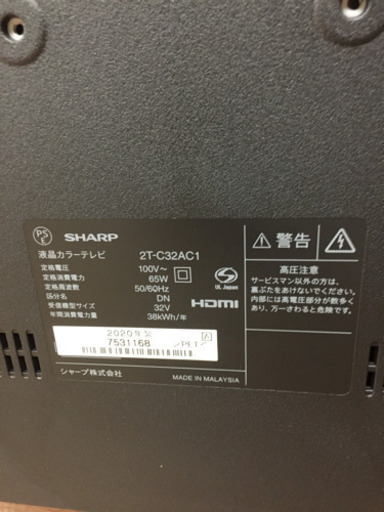 PS
E
SHARP
液晶カラーテレビ 2T-C32AC1
定格電圧 100V~
定格消費電力 65W
定格周波数 50/60Hz
区分名 DN
受信機型サイズ 32V
年間消費電力量 38kWh/年
S
UL Japan
HDMI
警告
高圧注意
サービスマン以外の方は、
裏ぶたをあけないでください。
内部には高電圧部分が数多く
あり、万一さわると危険です。
2020年製 A
7531168
シャープ株式会社
MADE IN MALAYSIA